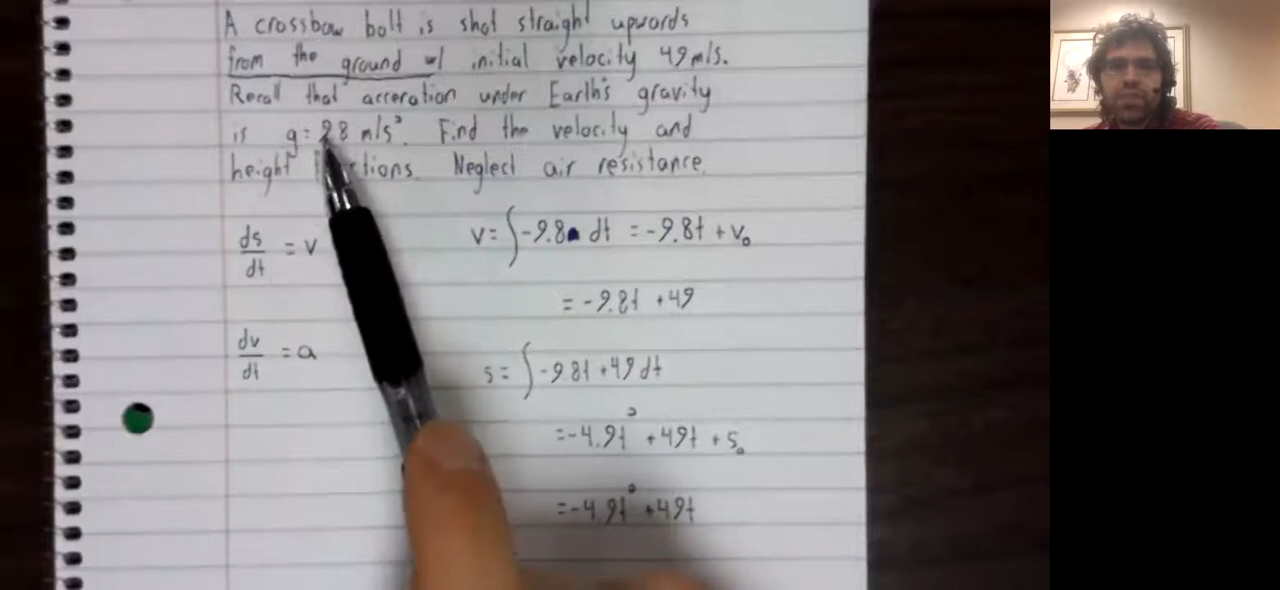 A crossbow bolt is shot straight upwards
from the ground w/ initial velocity 49m/s.
Recall that acceration under Earth's gravity
is g=9.8 m/s². Find the velocity and
height Neglect air resistance.
ds/dt = v
v = ∫ -9.8 dt = -9.8t + v₀
= -9.8t + 49
dv/dt = a
s = ∫ -9.8t + 49 dt
= -4.9t² + 49t + s₀
= -4.9t² + 49t